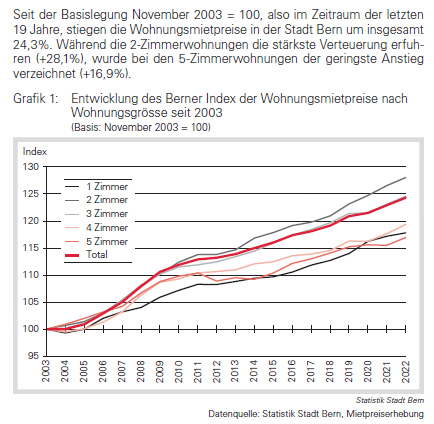 Seit der Basislegung November 2003 = 100, also im Zeitraum der letzten
19 Jahre, stiegen die Wohnungsmietpreise in der Stadt Bern um insgesamt
24,3%. Während die 2-Zimmerwohnungen die stärkste Verteuerung erfuh-
ren (+28,1%), wurde bei den 5-Zimmerwohnungen der geringste Anstieg
verzeichnet (+16,9%).
Grafik 1: Entwicklung des Berner Index der Wohnungsmietpreise nach
Wohnungsgrösse seit 2003
(Basis: November 2003 = 100)
Index
130
125
120
115
110
105
100
95
1 Zimmer
2 Zimmer
3 Zimmer
4 Zimmer
5 Zimmer
Total
2003
2004
2005
2006
2007
2008
2009
2010
2011
2012
2013
2014
2015
2016
2017
2018
2019
2020
2021
2022
Statistik Stadt Bern
Datenquelle: Statistik Stadt Bern, Mietpreiserhebung